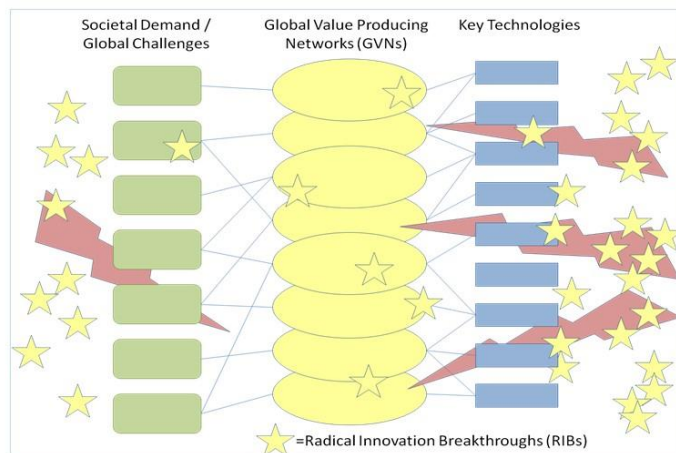 Societal Demand /
Global Challenges
Global Value Producing
Networks (GVNs)
Key Technologies
=Radical Innovation Breakthroughs (RIBs)